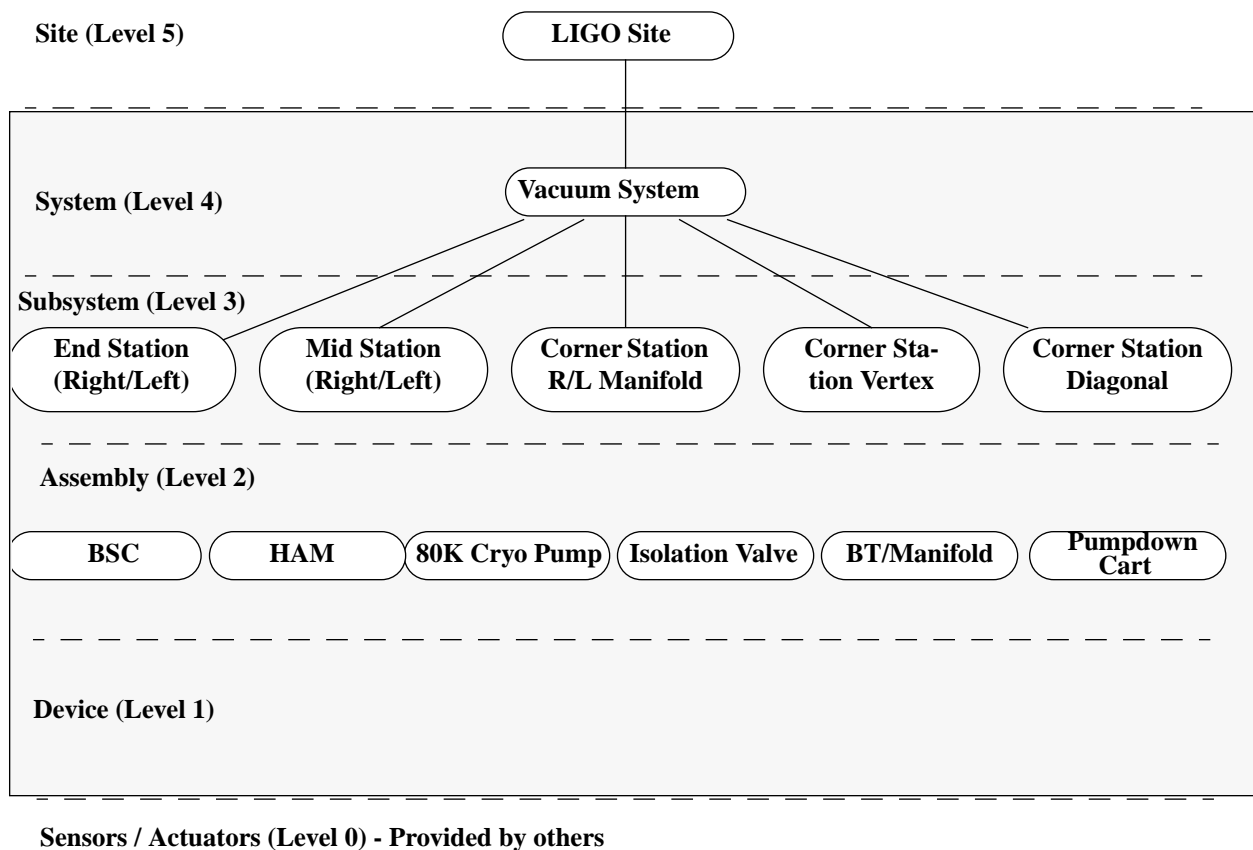 Site (Level 5)
LIGO Site
System (Level 4)
Vacuum System
Subsystem (Level 3)
End Station
(Right/Left)
Mid Station
(Right/Left)
Corner Station
R/L Manifold
Corner Sta-
tion Vertex
Corner Station
Diagonal
Assembly (Level 2)
BSC
HAM
80K Cryo Pump
Isolation Valve
BT/Manifold
Pumpdown
Cart
Device (Level 1)
Sensors / Actuators (Level 0) - Provided by others